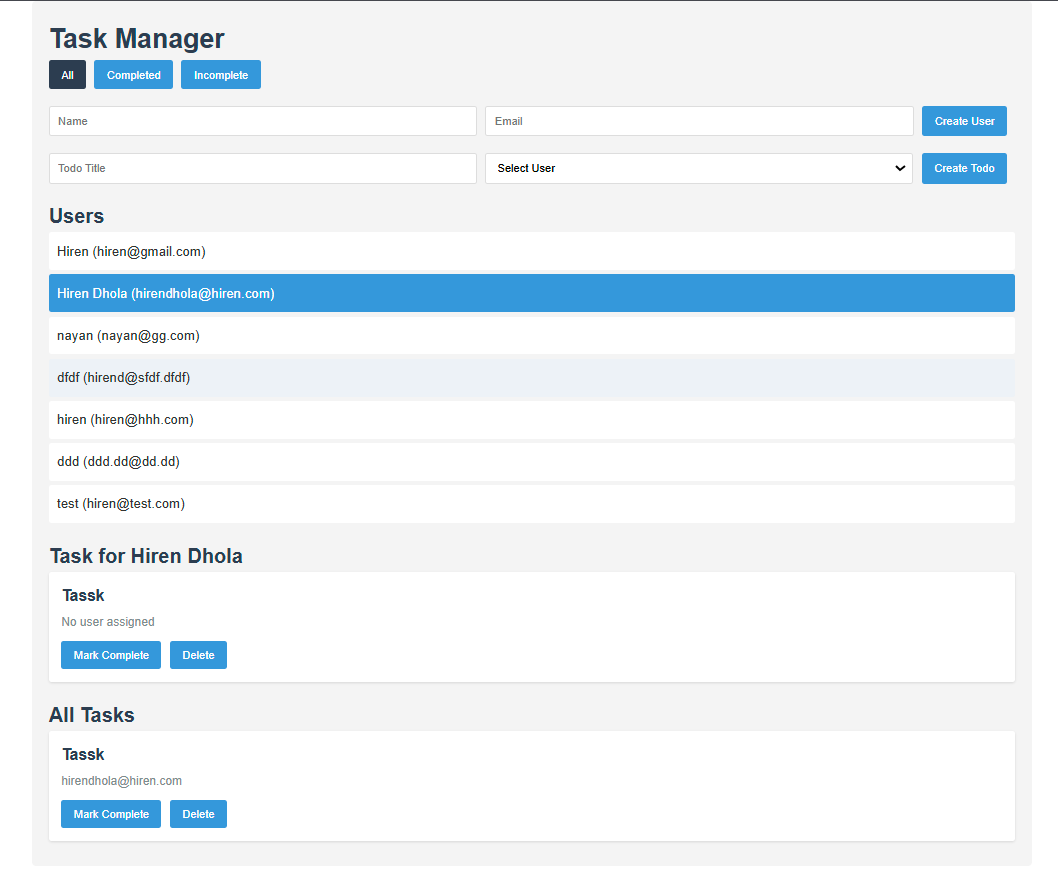 Task Manager
All Completed Incomplete
Name Email Create User
Todo Title Select User Create Todo
Users
Hiren (hiren@gmail.com)
Hiren Dhola (hirendhola@hiren.com)
nayan (nayan@gg.com)
dfdf (hirend@sfdf.dfdf)
hiren (hiren@hhh.com)
ddd (ddd.dd@dd.dd)
test (hiren@test.com)
Task for Hiren Dhola
Tassk
No user assigned
Mark Complete Delete
All Tasks
Tassk
hirendhola@hiren.com
Mark Complete Delete